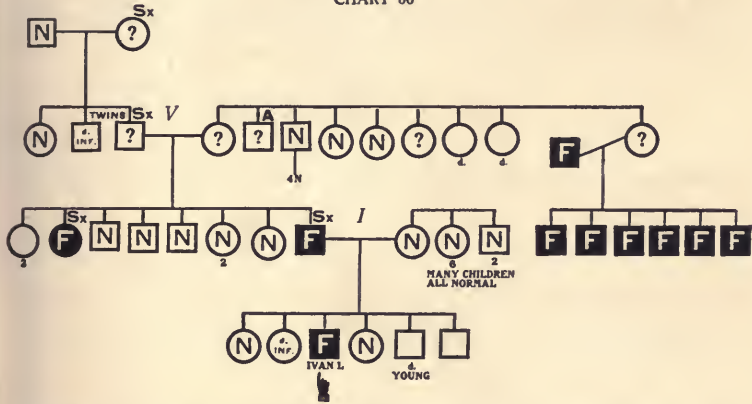 CHART 66
Sx
N ?
TWINS Sx V A
N d. INF. ? ? ? N N N ? d. d. F ?
4N
Sx Sx I
F N N N N N F N N N F F F F F F
3 2 6 2
MANY CHILDREN
ALL NORMAL
N d. INF. F N
IVAN L d.
YOUNG